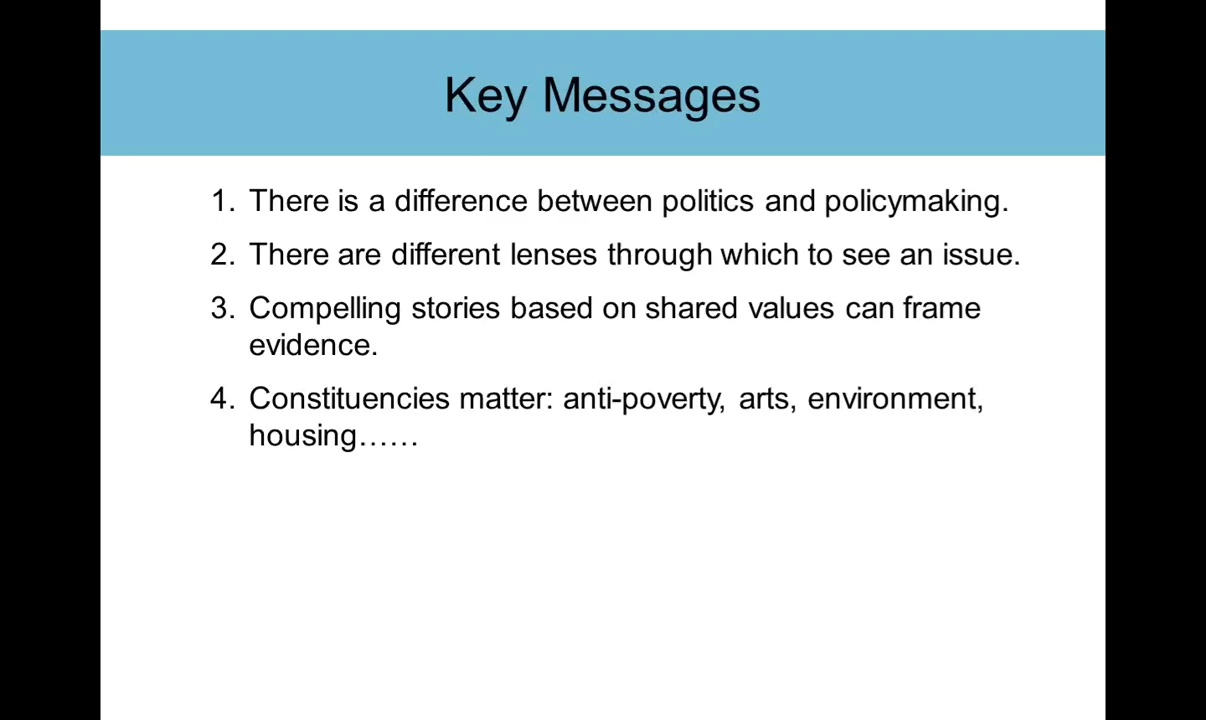 Key Messages
1. There is a difference between politics and policymaking.
2. There are different lenses through which to see an issue.
3. Compelling stories based on shared values can frame
evidence.
4. Constituencies matter: anti-poverty, arts, environment,
housing……